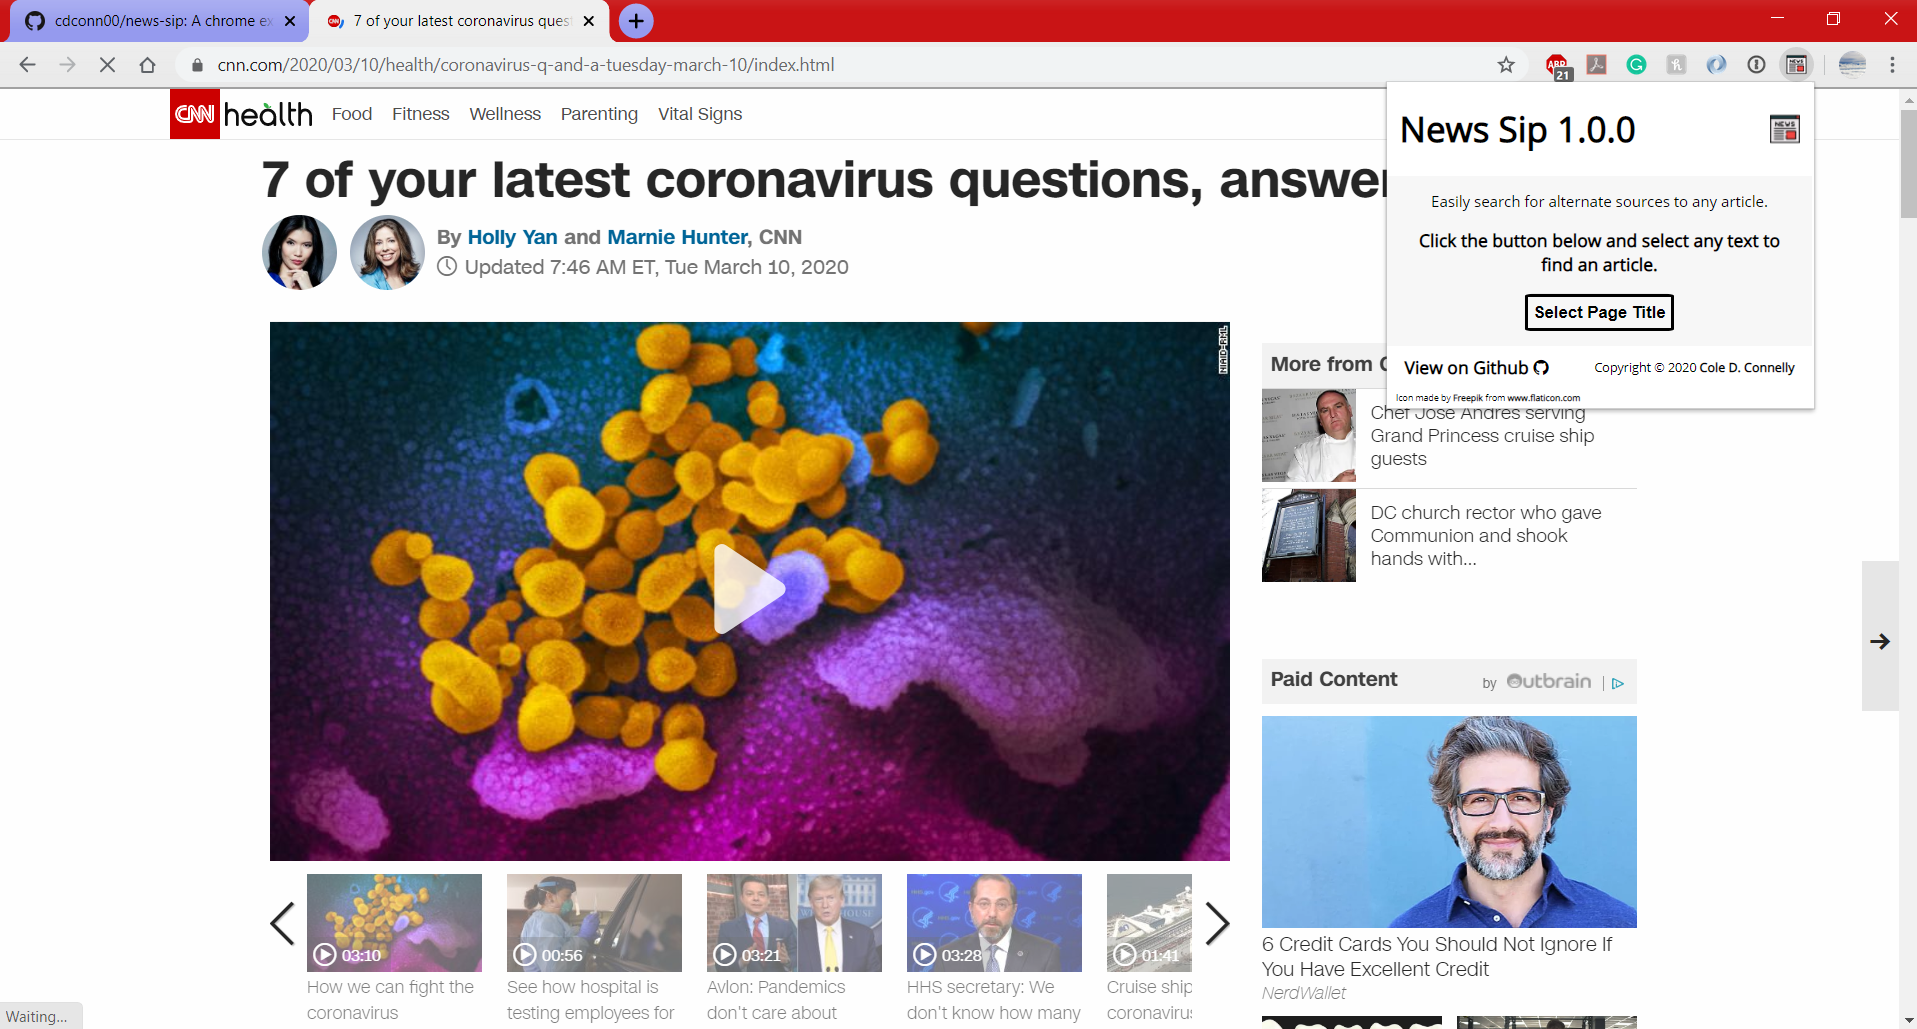 cdconn00/news-sip: A chrome ex
7 of your latest coronavirus quest
cnn.com/2020/03/10/health/coronavirus-q-and-a-tuesday-march-10/index.html
ABP
21
CNN health Food Fitness Wellness Parenting Vital Signs
7 of your latest coronavirus questions, answer
By Holly Yan and Marnie Hunter, CNN
Updated 7:46 AM ET, Tue March 10, 2020
News Sip 1.0.0
NEWS
Easily search for alternate sources to any article.
Click the button below and select any text to
find an article.
Select Page Title
View on Github
Copyright © 2020 Cole D. Connelly
Icon made by Freepik from www.flaticon.com
NIAID-RML
More from C
Chef José Andrés serving
Grand Princess cruise ship
guests
DC church rector who gave
Communion and shook
hands with...
Paid Content
by Outbrain
6 Credit Cards You Should Not Ignore If
You Have Excellent Credit
NerdWallet
03:10
How we can fight the
coronavirus
00:56
See how hospital is
testing employees for
03:21
Avlon: Pandemics
don't care about
03:28
HHS secretary: We
don't know how many
01:41
Cruise ship
coronavirus
Waiting...